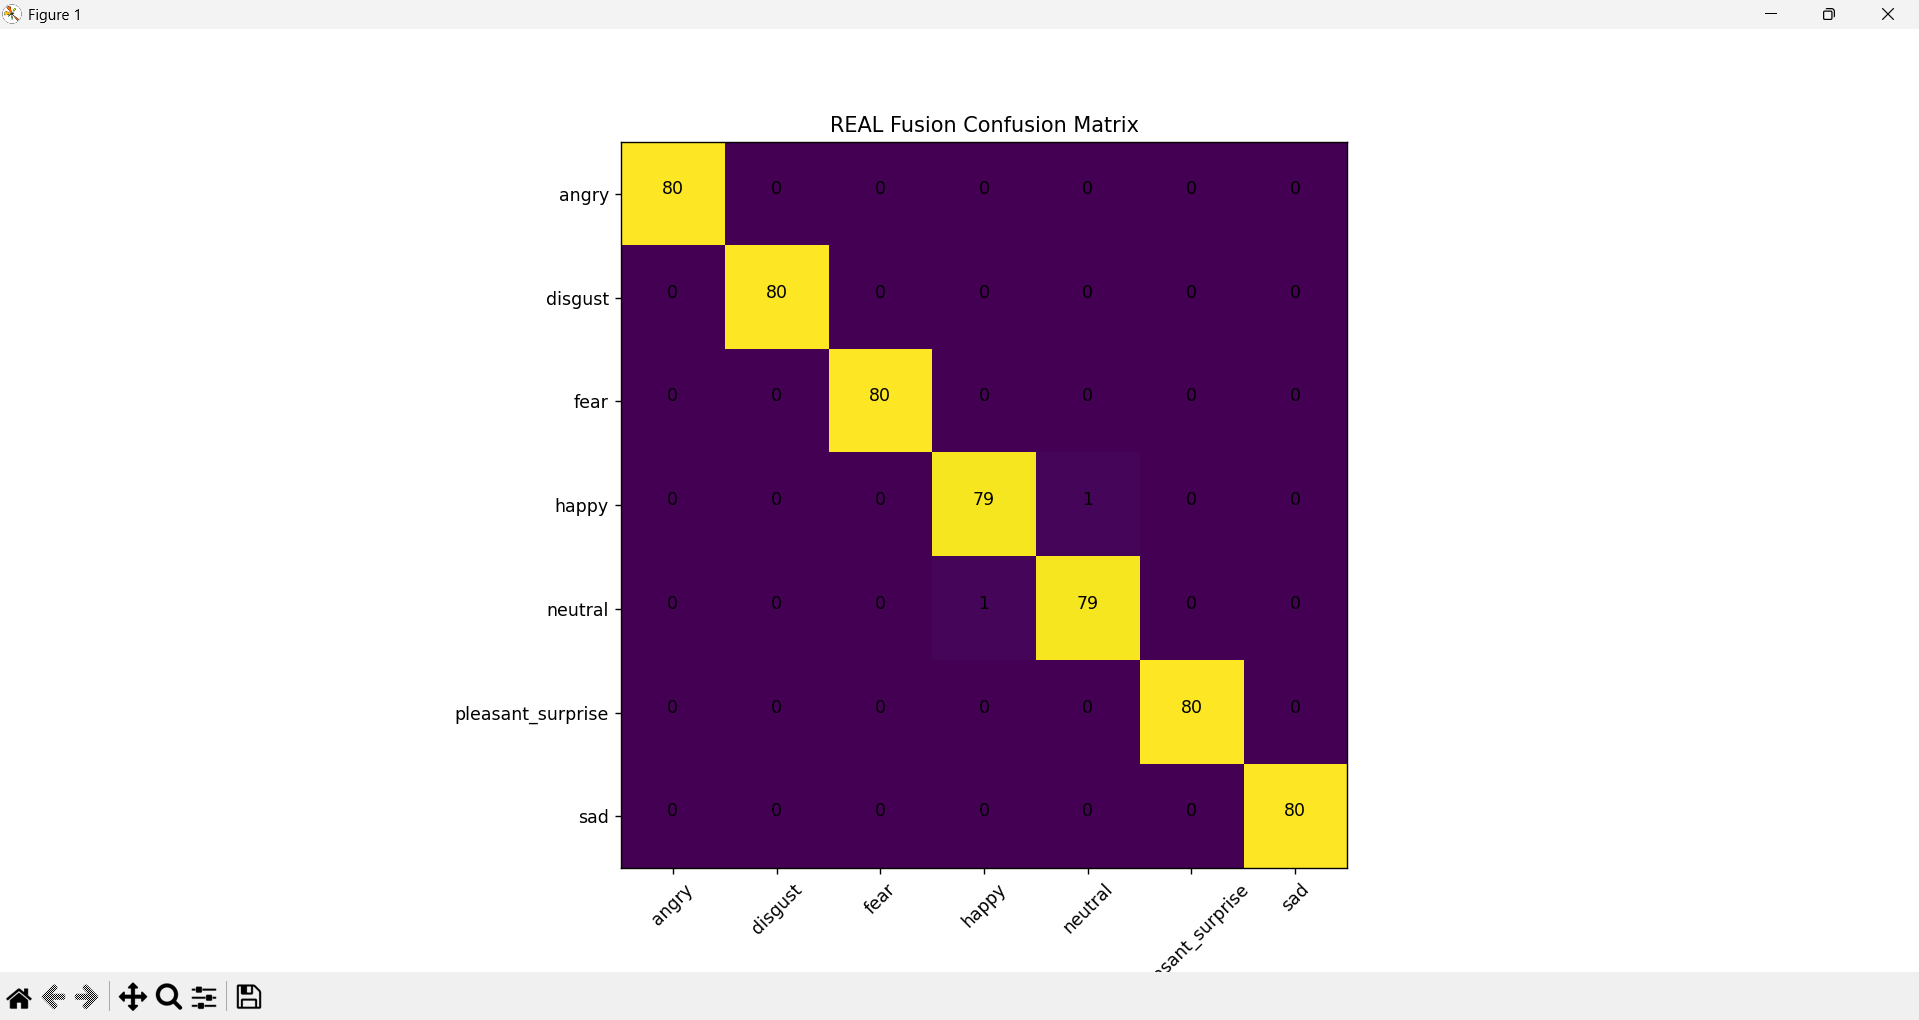 Figure 1
REAL Fusion Confusion Matrix
angry 80 0 0 0 0 0 0
disgust 0 80 0 0 0 0 0
fear 0 0 80 0 0 0 0
happy 0 0 0 79 1 0 0
neutral 0 0 0 1 79 0 0
pleasant_surprise 0 0 0 0 0 80 0
sad 0 0 0 0 0 0 80
angry disgust fear happy neutral asant_surprise sad